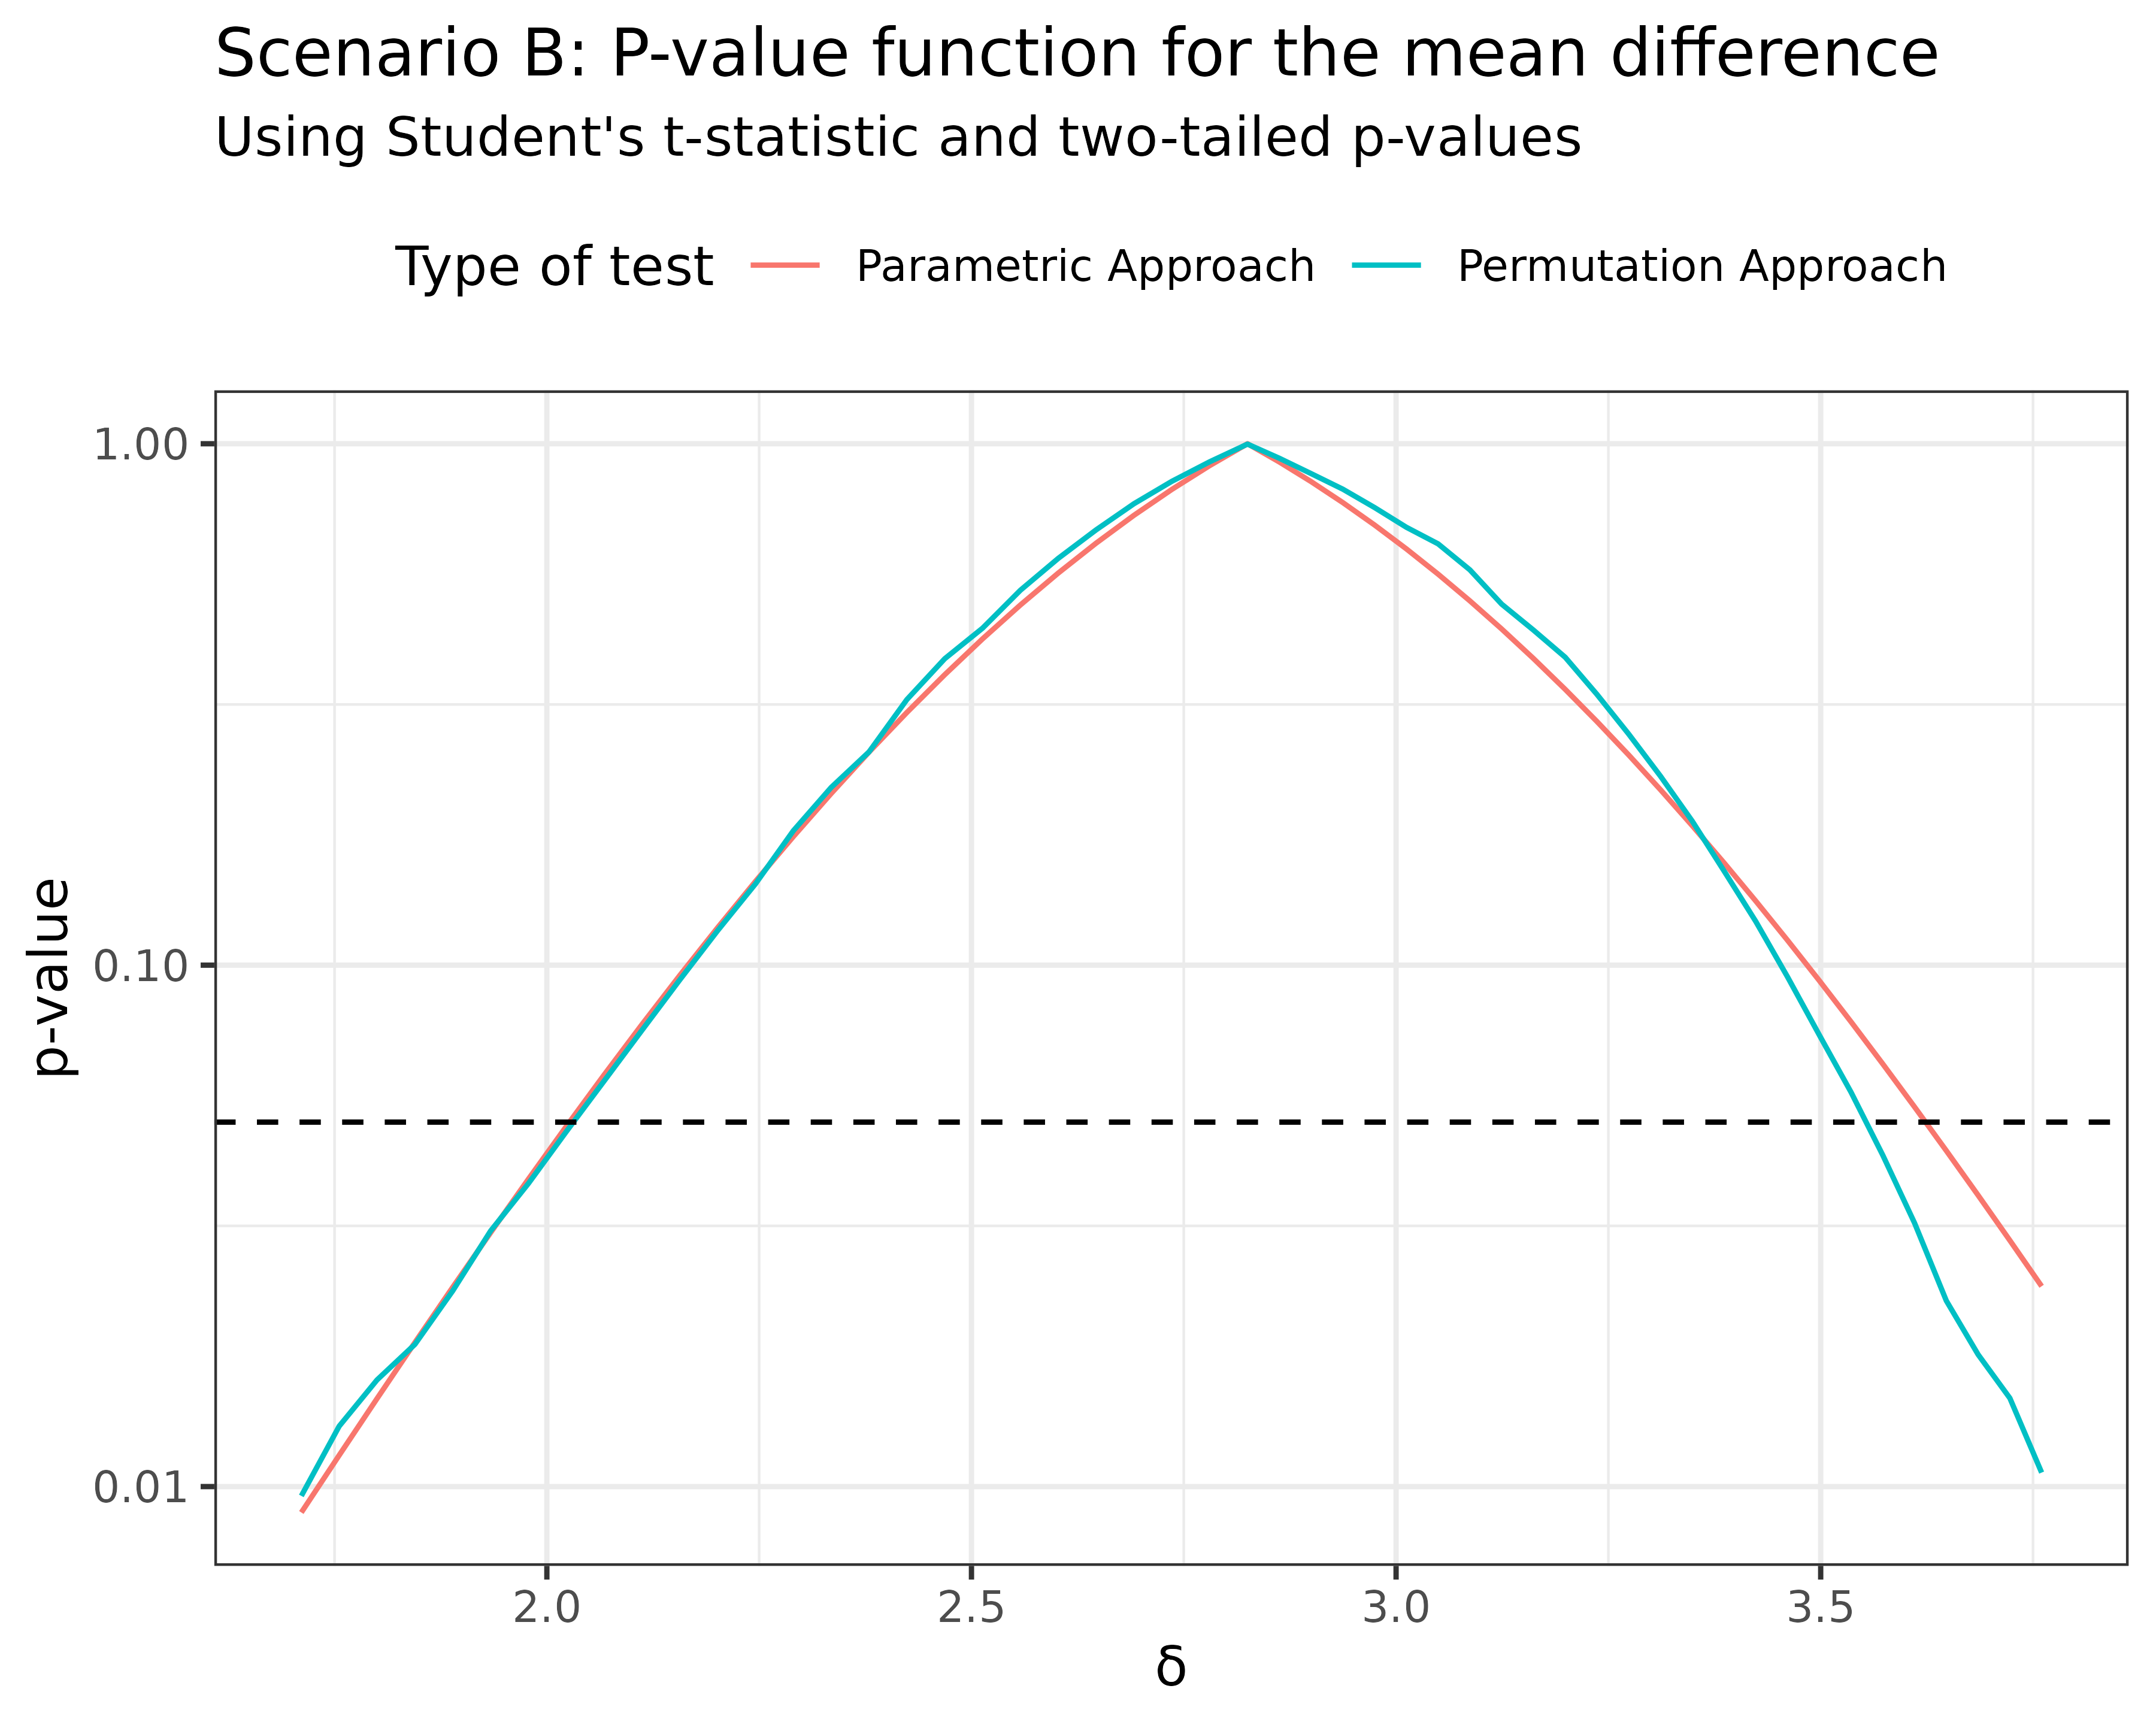 Scenario B: P-value function for the mean difference
Using Student's t-statistic and two-tailed p-values
Type of test Parametric Approach Permutation Approach
1.00
0.10
0.01
p-value
2.0 2.5 3.0 3.5
δ